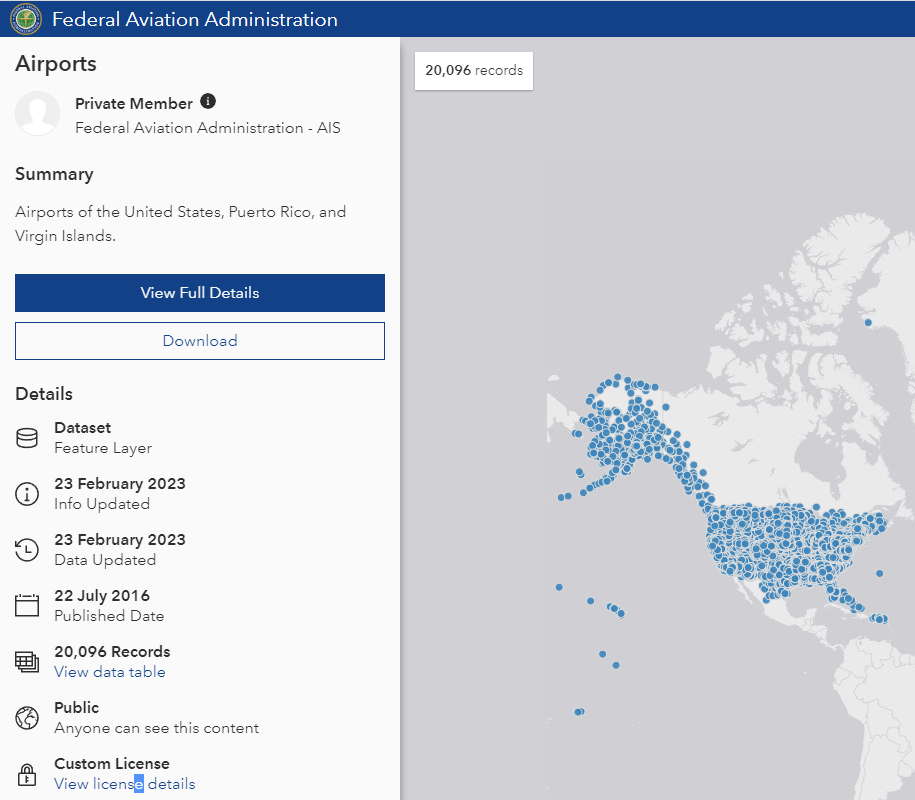 Federal Aviation Administration
Airports
Private Member
Federal Aviation Administration - AIS
Summary
Airports of the United States, Puerto Rico, and
Virgin Islands.
View Full Details
Download
Details
Dataset
Feature Layer
23 February 2023
Info Updated
23 February 2023
Data Updated
22 July 2016
Published Date
20,096 Records
View data table
Public
Anyone can see this content
Custom License
View license details
20,096 records